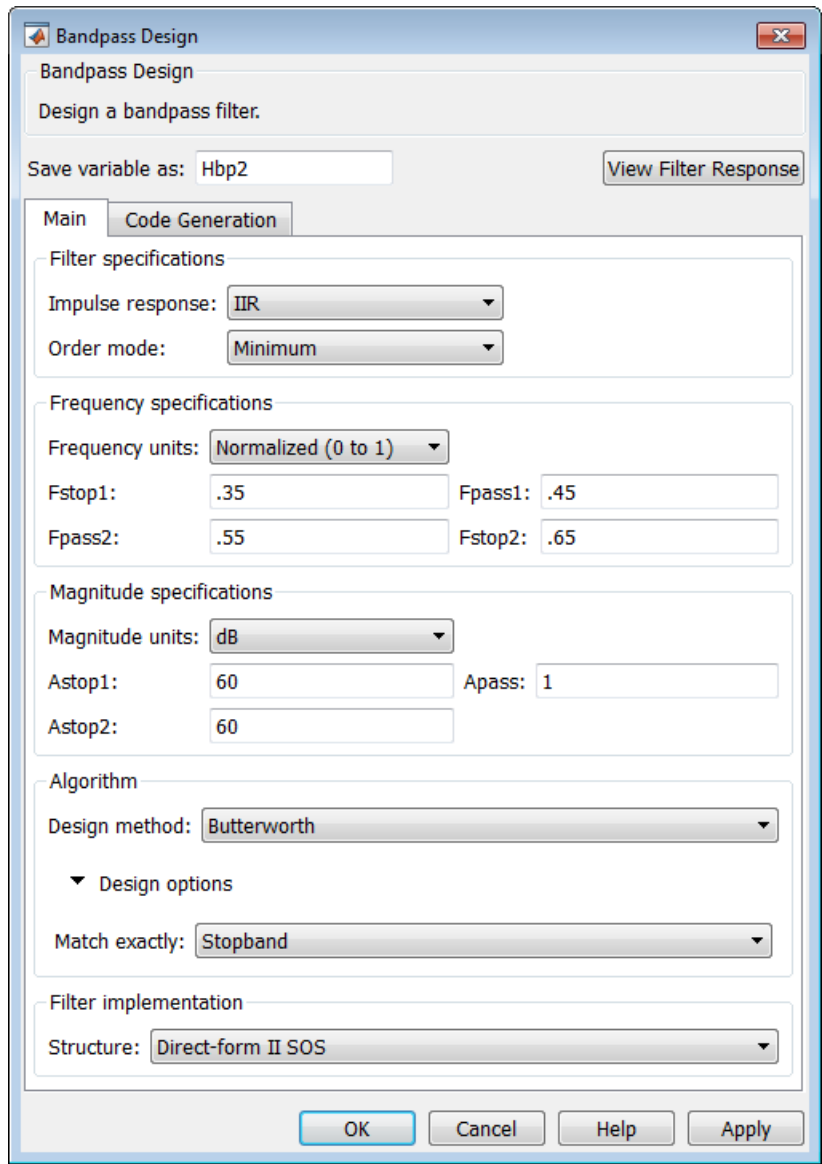 Bandpass Design
Bandpass Design
Design a bandpass filter.
Save variable as: Hbp2 View Filter Response
Main Code Generation
Filter specifications
Impulse response: IIR
Order mode: Minimum
Frequency specifications
Frequency units: Normalized (0 to 1)
Fstop1: .35 Fpass1: .45
Fpass2: .55 Fstop2: .65
Magnitude specifications
Magnitude units: dB
Astop1: 60 Apass: 1
Astop2: 60
Algorithm
Design method: Butterworth
Design options
Match exactly: Stopband
Filter implementation
Structure: Direct-form II SOS
OK Cancel Help Apply